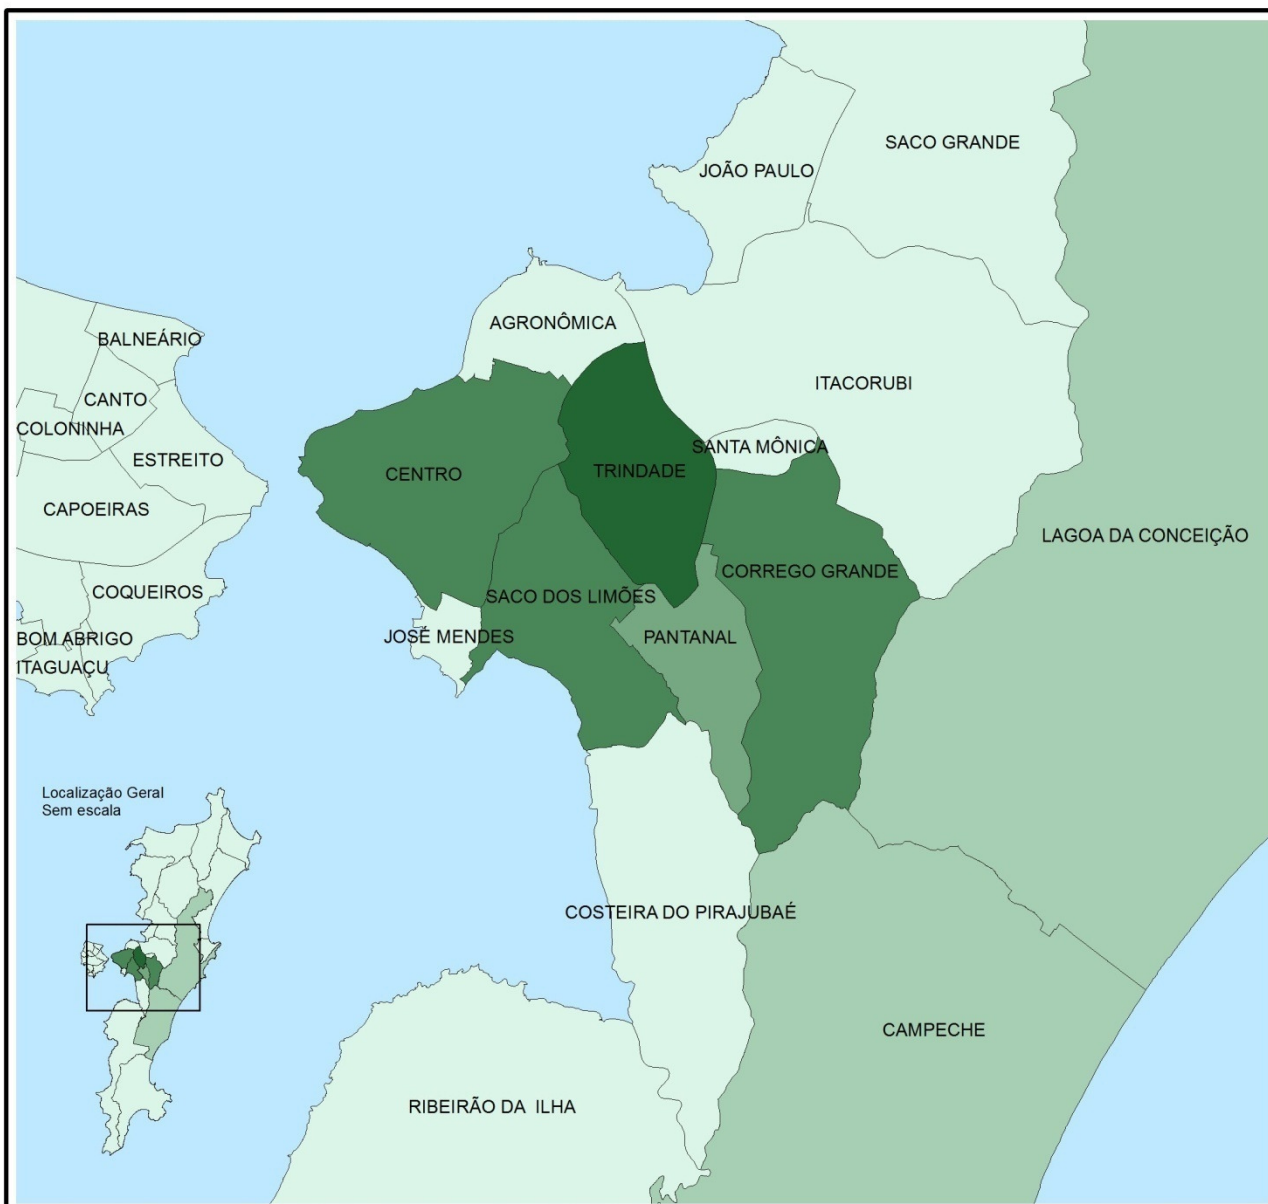 SACO GRANDE
JOÃO PAULO
AGRONÔMICA
BALNEÁRIO
ITACORUBI
CANTO
COLONINHA
SANTA MÔNICA
ESTREITO
CENTRO
TRINDADE
CAPOEIRAS
LAGOA DA CONCEIÇÃO
CORREGO GRANDE
COQUEIROS
SACO DOS LIMÕES
BOM ABRIGO
JOSÉ MENDES
PANTANAL
ITAGUAÇU
Localização Geral
Sem escala
COSTEIRA DO PIRAJUBAÉ
CAMPECHE
RIBEIRÃO DA ILHA